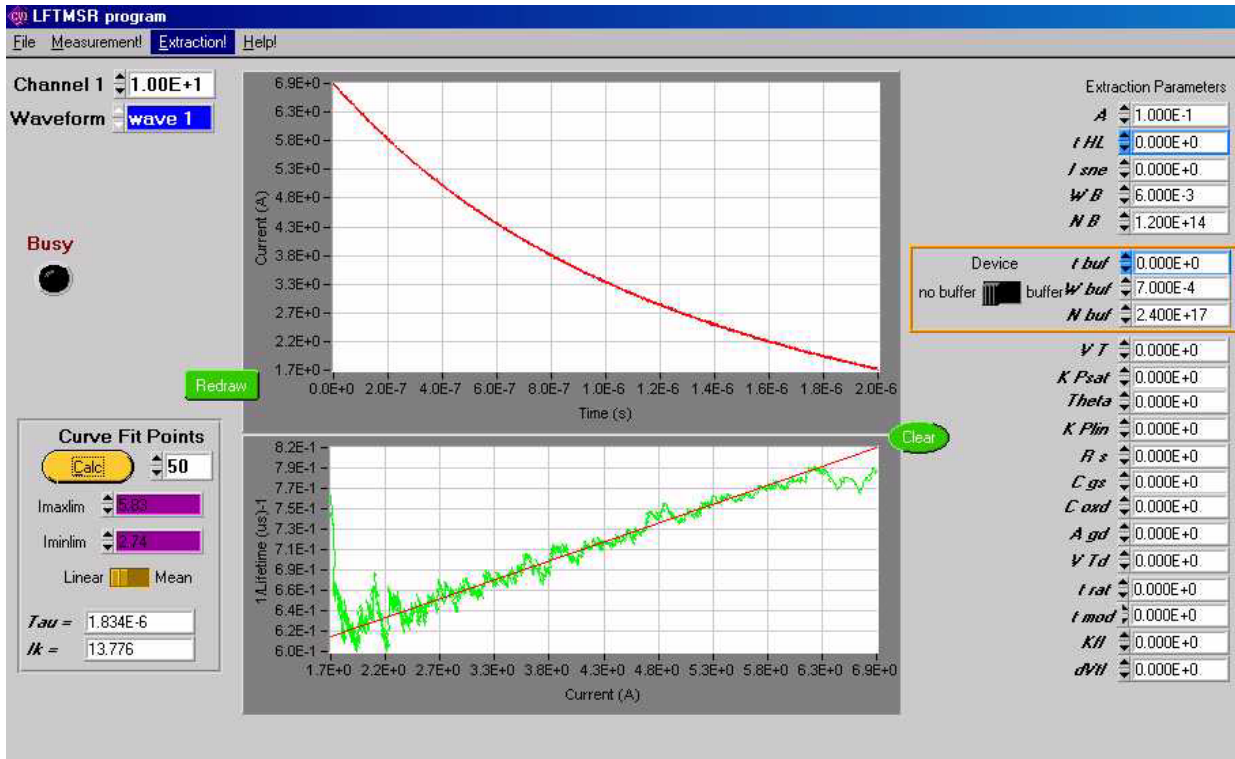 LFTMSR program
File Measurement! Extraction! Help!
Channel 1 1.00E+1
Waveform wave 1
Busy
Redraw
Curve Fit Points
Calc 50
Imaxlim 5.83
Iminlim 2.74
Linear Mean
Tau = 1.834E-6
Ik = 13.776
6.9E+0
6.3E+0
5.8E+0
5.3E+0
4.8E+0
4.3E+0
3.8E+0
3.3E+0
2.7E+0
2.2E+0
1.7E+0
Current (A)
0.0E+0 2.0E-7 4.0E-7 6.0E-7 8.0E-7 1.0E-6 1.2E-6 1.4E-6 1.6E-6 1.8E-6 2.0E-6
Time (s)
Clear
8.2E-1
7.9E-1
7.7E-1
7.5E-1
7.3E-1
7.1E-1
6.9E-1
6.6E-1
6.4E-1
6.2E-1
6.0E-1
1/Lifetime (us)-1
1.7E+0 2.2E+0 2.7E+0 3.3E+0 3.8E+0 4.3E+0 4.8E+0 5.3E+0 5.8E+0 6.3E+0 6.9E+0
Current (A)
Extraction Parameters
A 1.000E-1
t HL 0.000E+0
I sne 0.000E+0
W B 6.000E-3
N B 1.200E+14
Device t buf 0.000E+0
no buffer buffer W buf 7.000E-4
N buf 2.400E+17
V T 0.000E+0
K Psat 0.000E+0
Theta 0.000E+0
K Plin 0.000E+0
R s 0.000E+0
C gs 0.000E+0
C oxd 0.000E+0
A gd 0.000E+0
V Td 0.000E+0
t rat 0.000E+0
t mod 0.000E+0
Kfl 0.000E+0
dVtl 0.000E+0